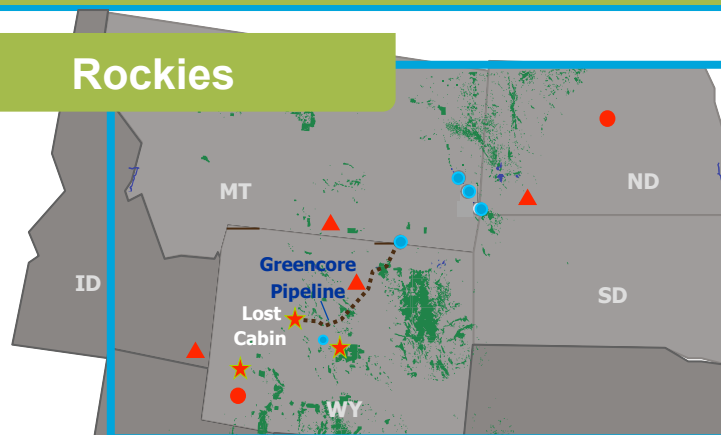 Rockies
MT
ND
ID
Greencore
Pipeline
SD
Lost
Cabin
WY